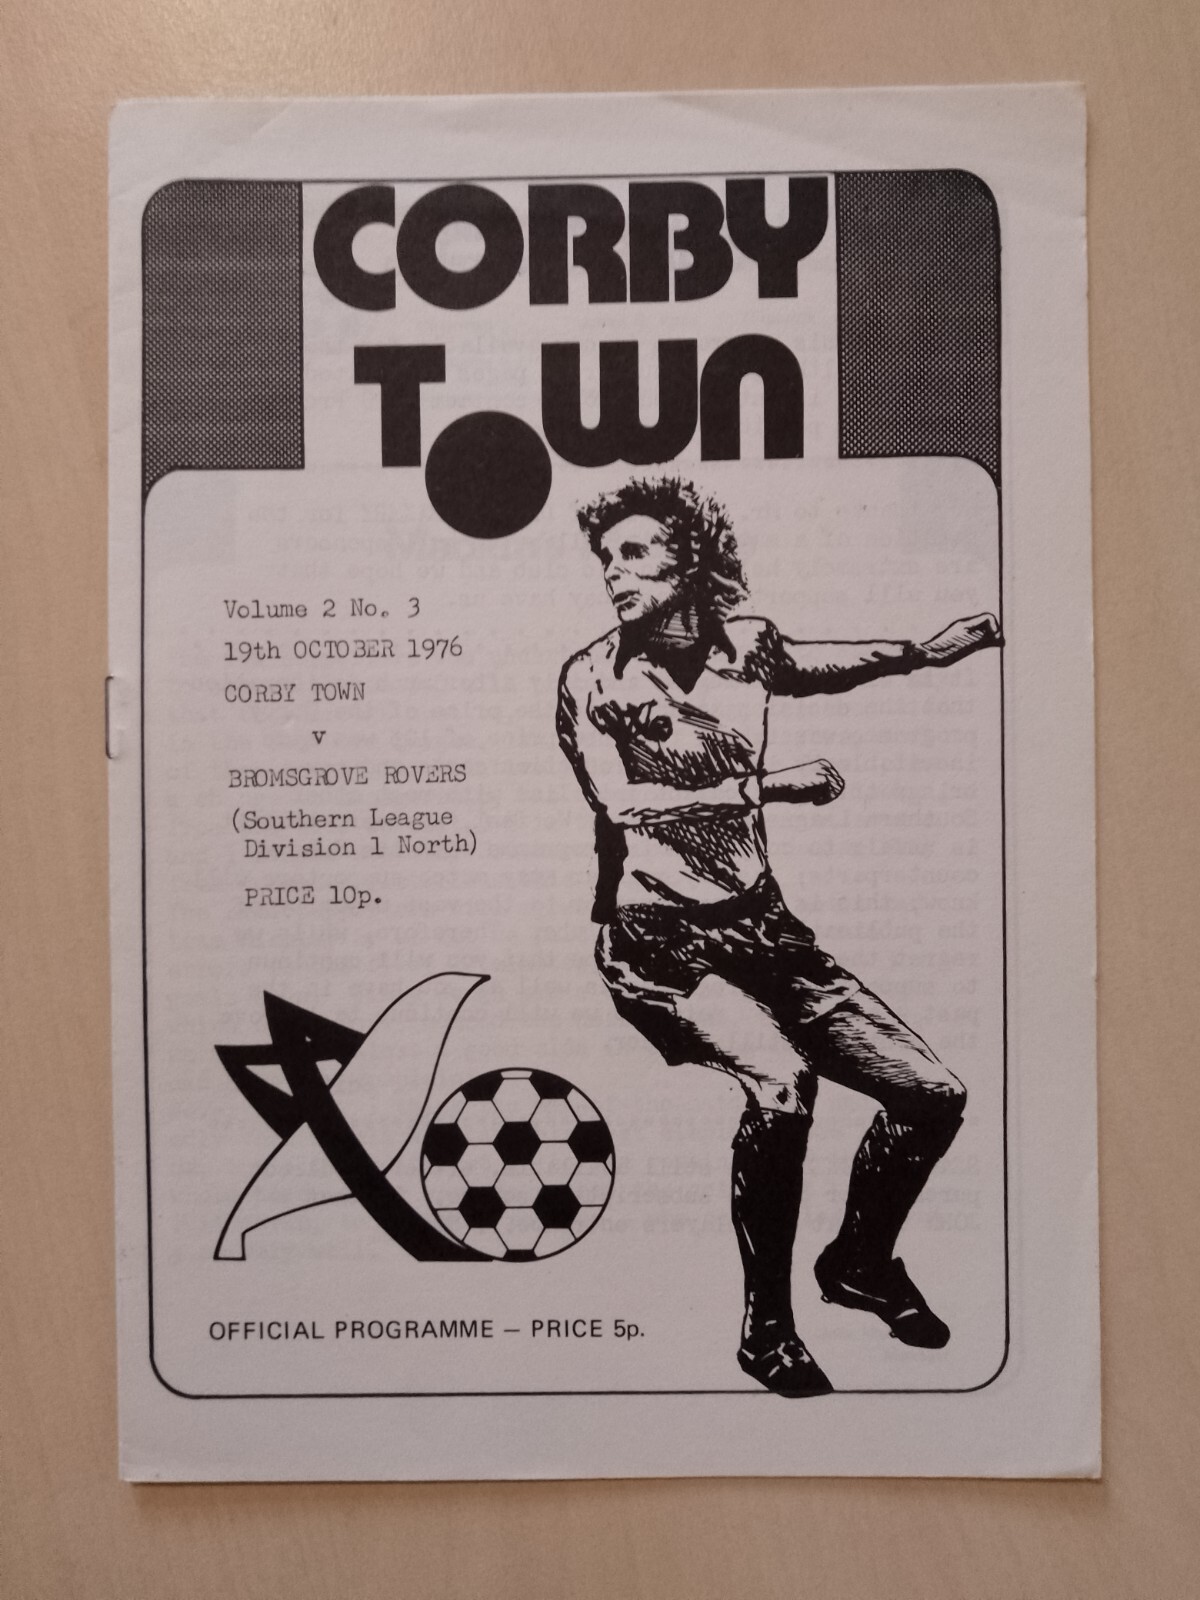 CORBY
TOWN
Volume 2 No. 3
19th OCTOBER 1976
CORBY TOWN
v
BROMSGROVE ROVERS
(Southern League
Division 1 North)
PRICE 10p.
OFFICIAL PROGRAMME – PRICE 5p.